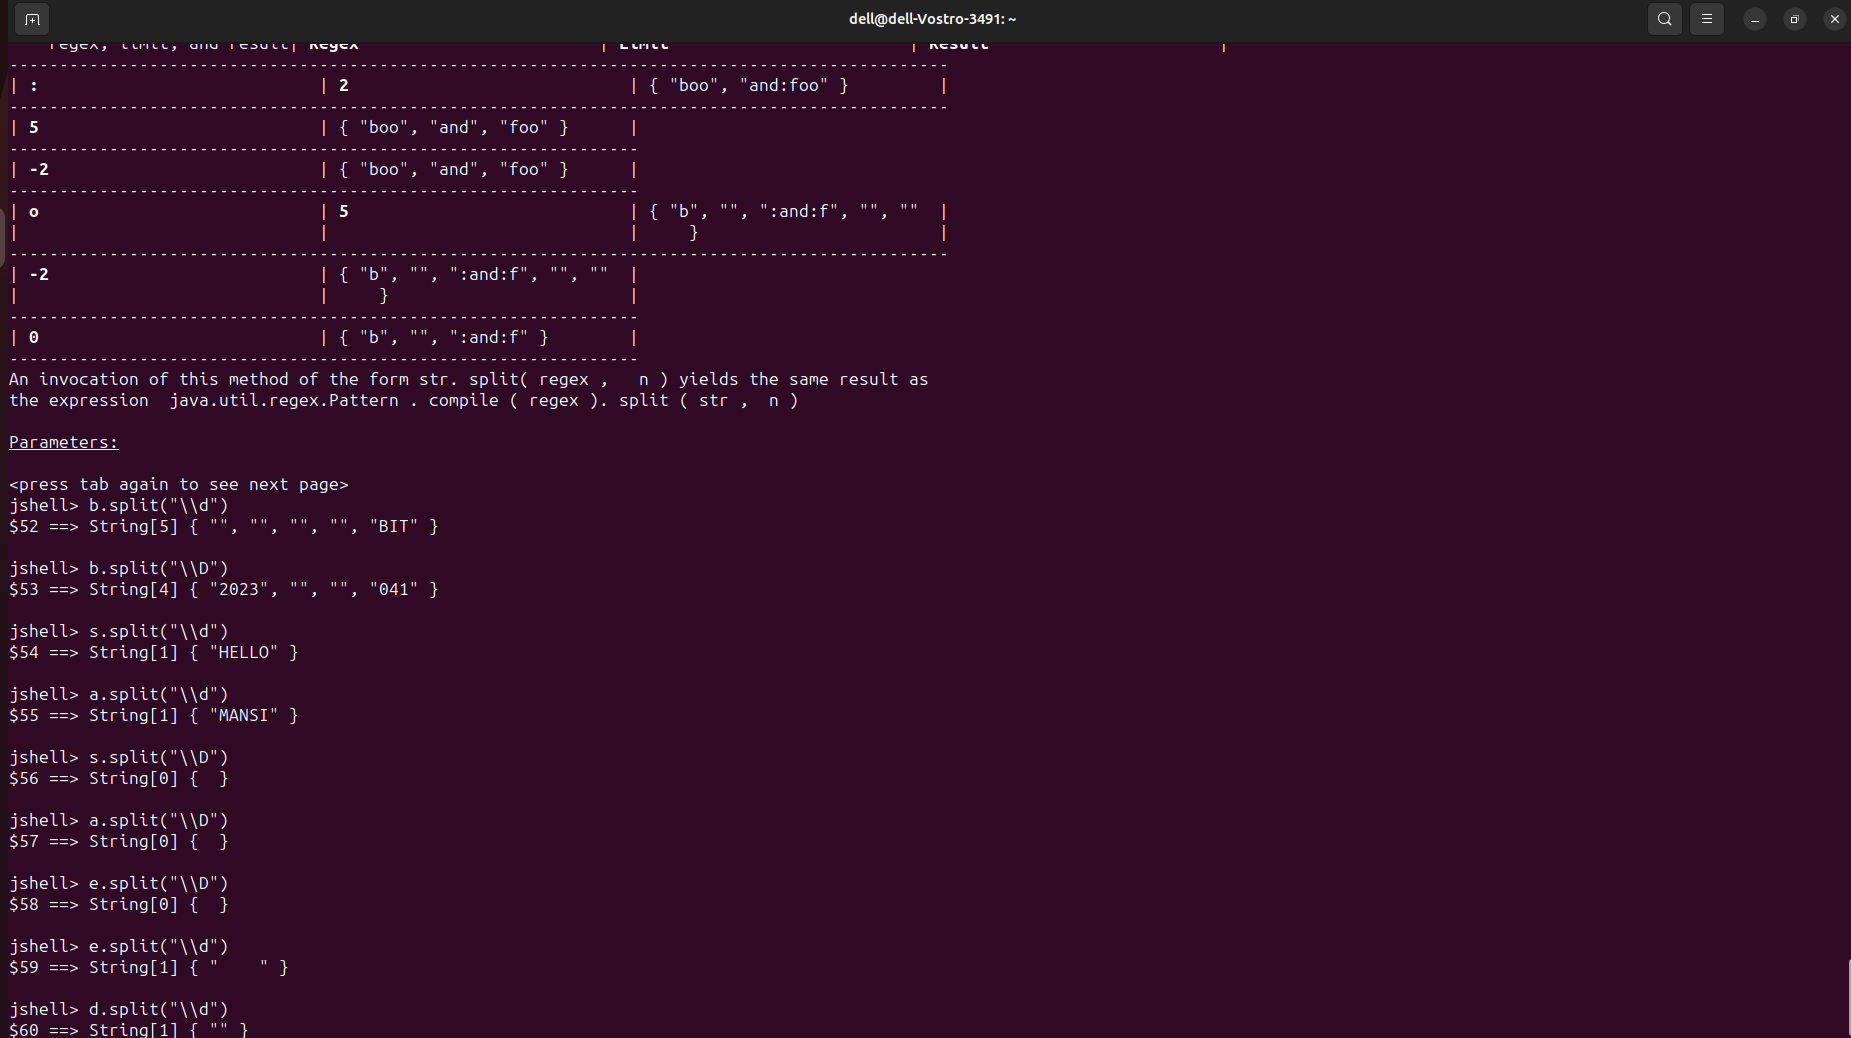 dell@dell-Vostro-3491: ~
regex, limit, and result| Regex | Limit | Result |
-----------------------------------------------------------------------------------------------
| : | 2 | { "boo", "and:foo" } |
-----------------------------------------------------------------------------------------------
| 5 | { "boo", "and", "foo" } |
---------------------------------------------------------------
| -2 | { "boo", "and", "foo" } |
---------------------------------------------------------------
| o | 5 | { "b", "", ":and:f", "", "" |
| | | } |
-----------------------------------------------------------------------------------------------
| -2 | { "b", "", ":and:f", "", "" |
| | } |
---------------------------------------------------------------
| 0 | { "b", "", ":and:f" } |
---------------------------------------------------------------
An invocation of this method of the form str. split( regex ,   n ) yields the same result as
the expression  java.util.regex.Pattern . compile ( regex ). split ( str ,  n )
Parameters:
<press tab again to see next page>
jshell> b.split("\\d")
$52 ==> String[5] { "", "", "", "", "BIT" }
jshell> b.split("\\D")
$53 ==> String[4] { "2023", "", "", "041" }
jshell> s.split("\\d")
$54 ==> String[1] { "HELLO" }
jshell> a.split("\\d")
$55 ==> String[1] { "MANSI" }
jshell> s.split("\\D")
$56 ==> String[0] {  }
jshell> a.split("\\D")
$57 ==> String[0] {  }
jshell> e.split("\\D")
$58 ==> String[0] {  }
jshell> e.split("\\d")
$59 ==> String[1] { "    " }
jshell> d.split("\\d")
$60 ==> String[1] { "" }